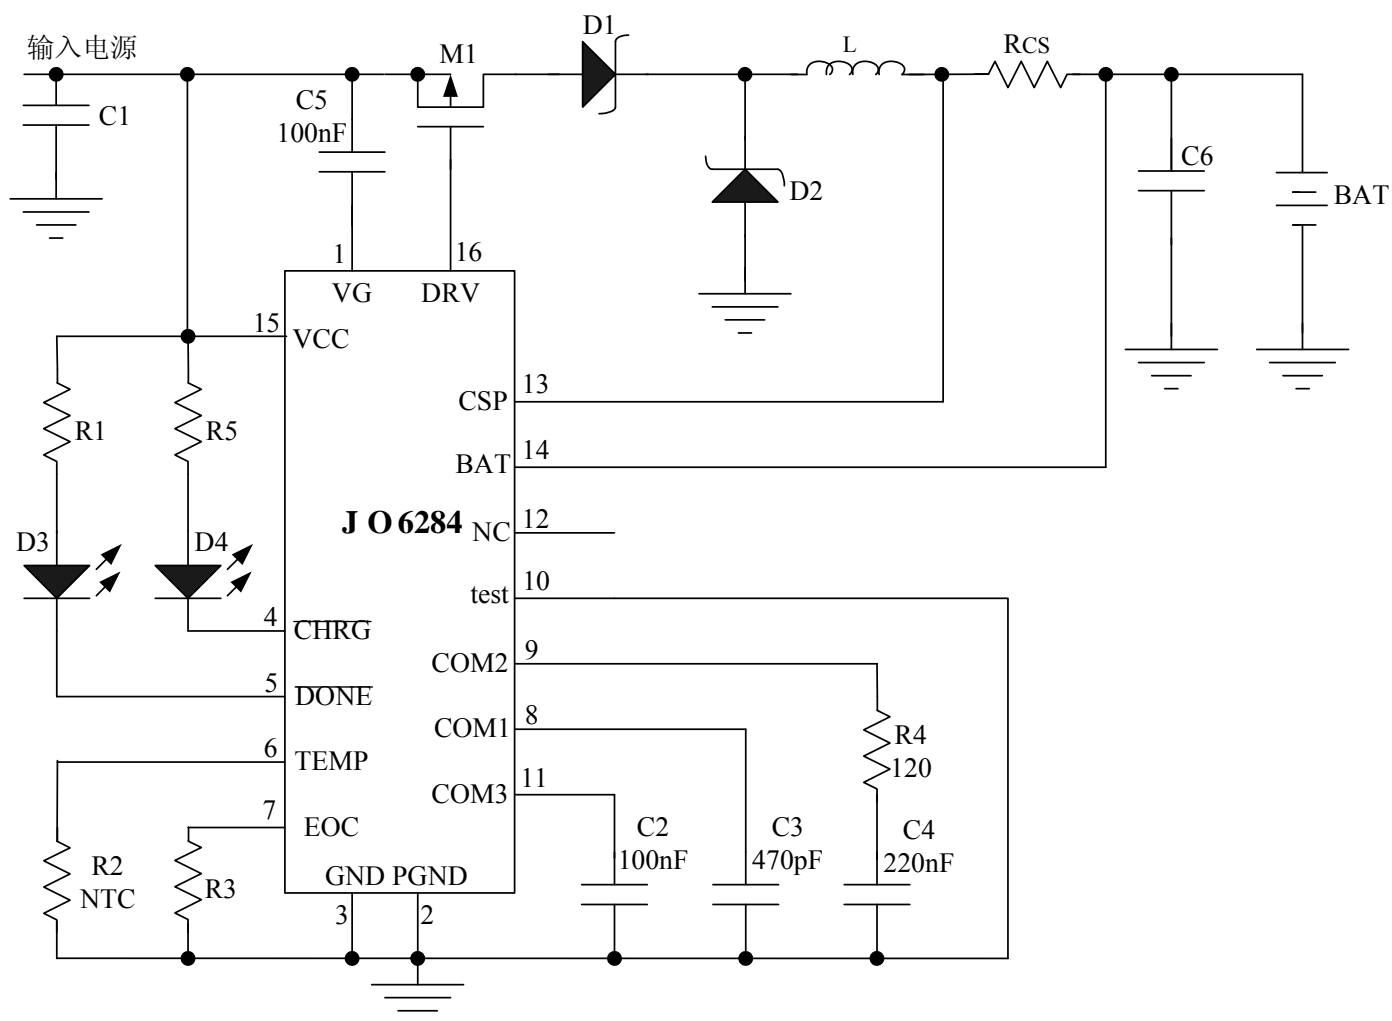 输入电源
C1
C5
100nF
M1
D1
L
RCS
D2
C6
BAT
1
16
VG
DRV
15
VCC
13
CSP
14
BAT
R1
R5
JO6284
12
NC
D3
D4
10
test
4
CHRG
9
COM2
5
DONE
8
COM1
R4
120
6
TEMP
11
COM3
7
EOC
C2
100nF
C3
470pF
C4
220nF
R2
NTC
R3
GND PGND
3
2